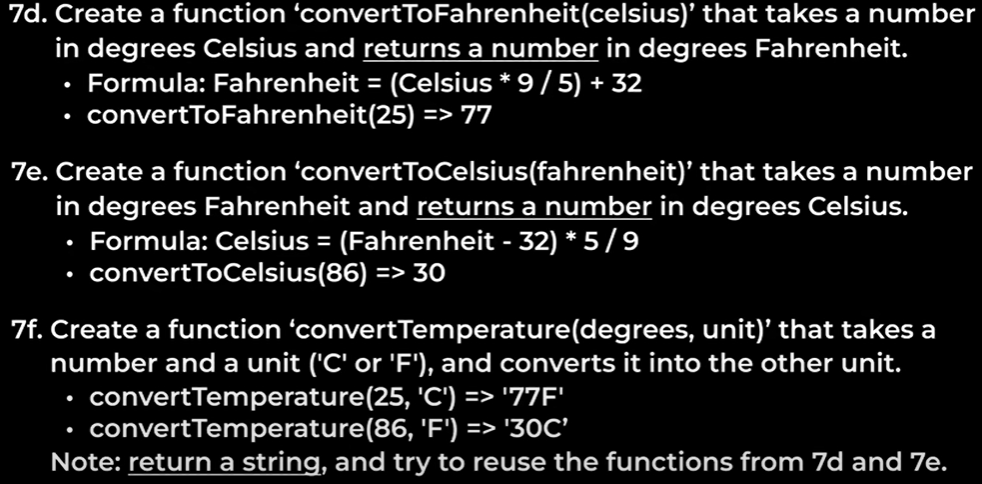 7d. Create a function ‘convertToFahrenheit(celsius)’ that takes a number
in degrees Celsius and returns a number in degrees Fahrenheit.
• Formula: Fahrenheit = (Celsius * 9 / 5) + 32
• convertToFahrenheit(25) => 77
7e. Create a function ‘convertToCelsius(fahrenheit)’ that takes a number
in degrees Fahrenheit and returns a number in degrees Celsius.
• Formula: Celsius = (Fahrenheit - 32) * 5 / 9
• convertToCelsius(86) => 30
7f. Create a function ‘convertTemperature(degrees, unit)’ that takes a
number and a unit ('C' or 'F'), and converts it into the other unit.
• convertTemperature(25, 'C') => '77F'
• convertTemperature(86, 'F') => '30C’
Note: return a string, and try to reuse the functions from 7d and 7e.